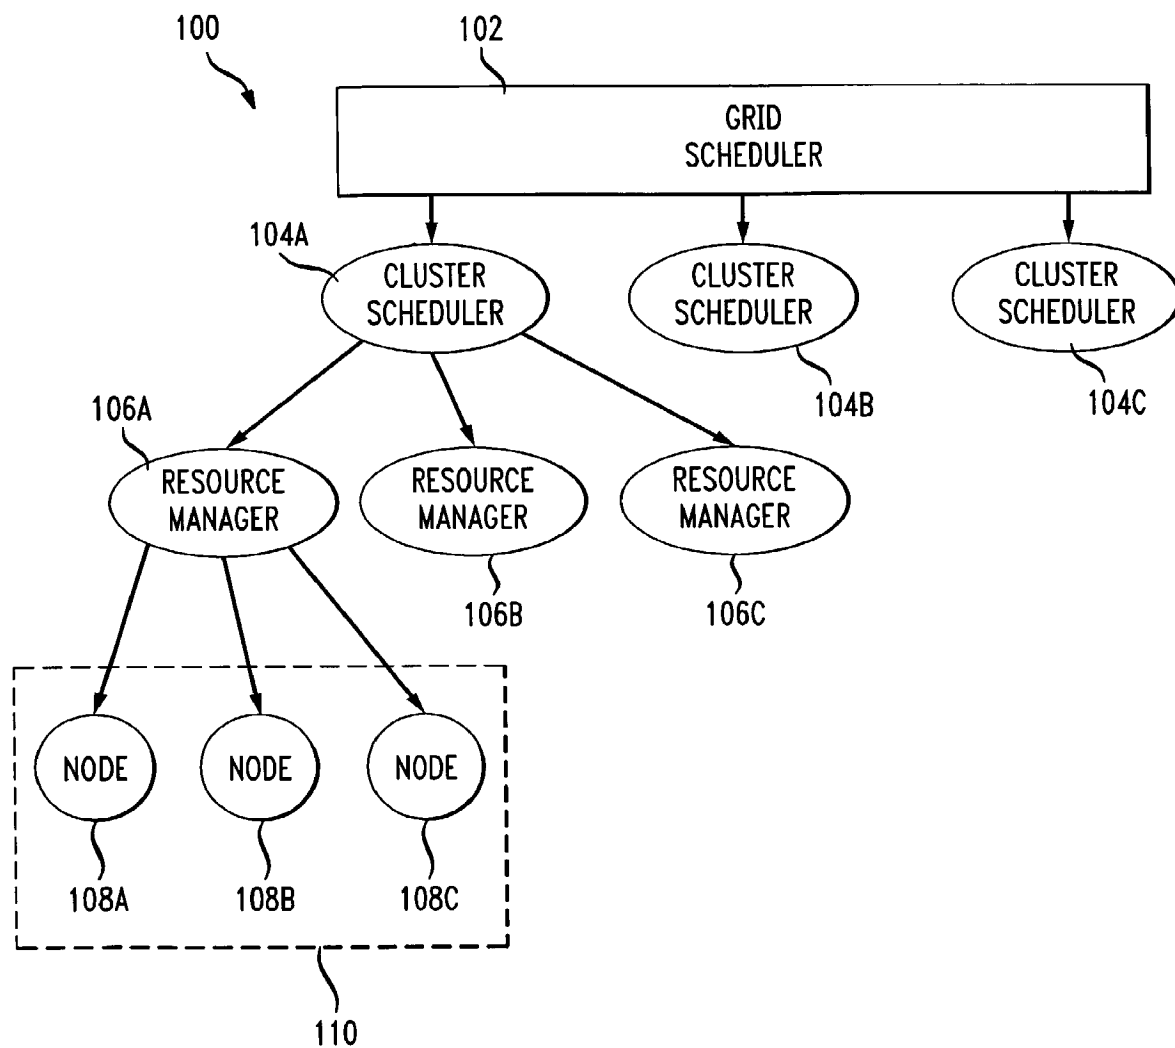 100
102
GRID
SCHEDULER
104A
CLUSTER
SCHEDULER
CLUSTER
SCHEDULER
CLUSTER
SCHEDULER
104B
104C
106A
RESOURCE
MANAGER
RESOURCE
MANAGER
RESOURCE
MANAGER
106B
106C
NODE
NODE
NODE
108A
108B
108C
110